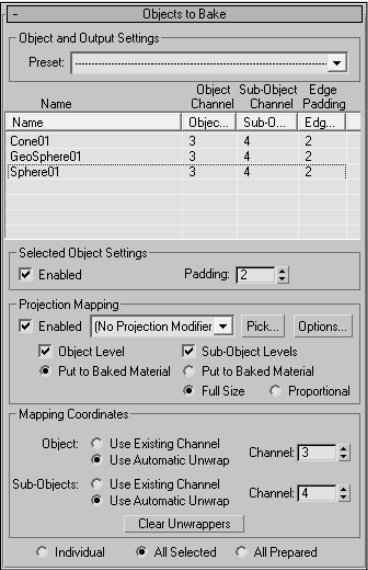 - Objects to Bake
Object and Output Settings
Preset:
Object Sub-Object Edge
Name Channel Channel Padding
Name Objec... Sub-O... Edg...
Cone01 3 4 2
GeoSphere01 3 4 2
Sphere01 3 4 2
Selected Object Settings
Enabled Padding: 2
Projection Mapping
Enabled (No Projection Modifier Pick... Options...
Object Level Sub-Object Levels
Put to Baked Material Put to Baked Material
Full Size Proportional
Mapping Coordinates
Object: Use Existing Channel
Use Automatic Unwrap Channel: 3
Sub-Objects: Use Existing Channel
Use Automatic Unwrap Channel: 4
Clear Unwrappers
Individual All Selected All Prepared